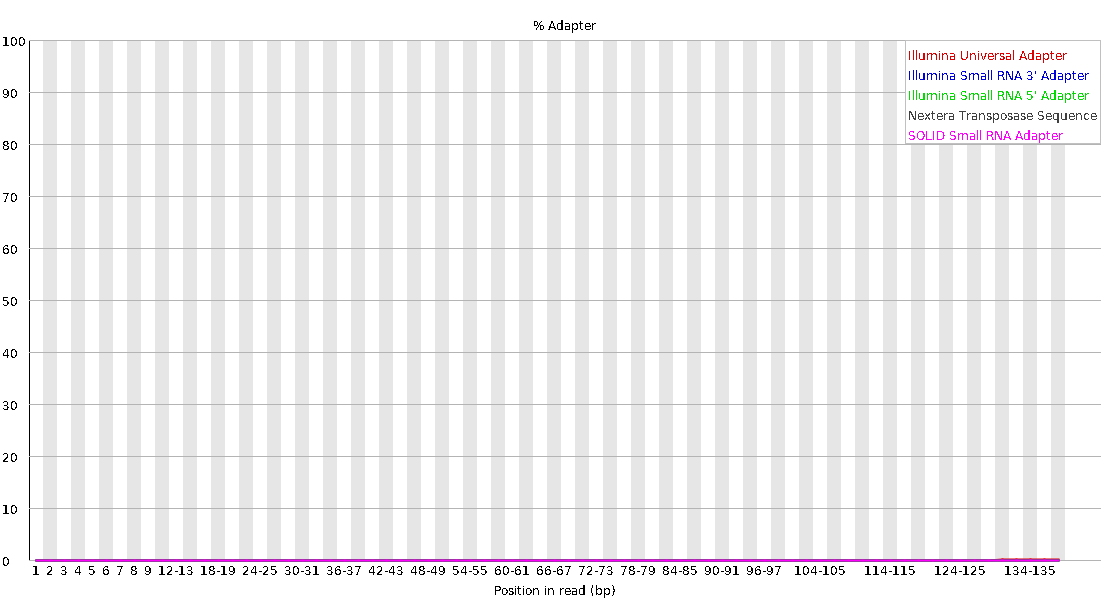 % Adapter
100
90
80
70
60
50
40
30
20
10
0
Illumina Universal Adapter
Illumina Small RNA 3' Adapter
Illumina Small RNA 5' Adapter
Nextera Transposase Sequence
SOLID Small RNA Adapter
1 2 3 4 5 6 7 8 9 12-13 18-19 24-25 30-31 36-37 42-43 48-49 54-55 60-61 66-67 72-73 78-79 84-85 90-91 96-97 104-105 114-115 124-125 134-135
Position in read (bp)